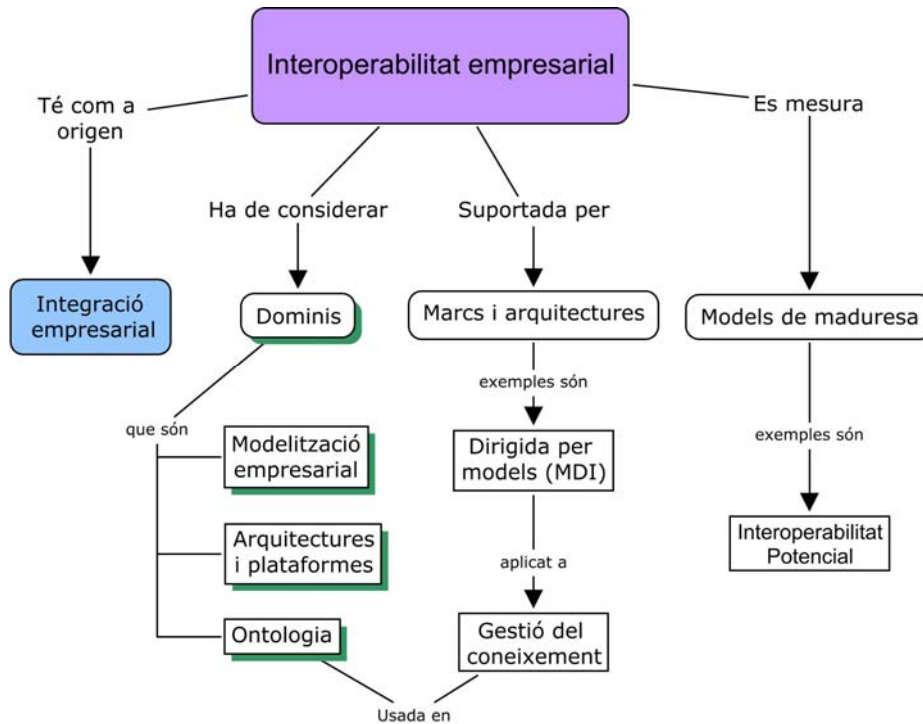 Interoperabilitat empresarial
Té com a
origen
Es mesura
Ha de considerar
Suportada per
Integració
empresarial
Dominis
Marcs i arquitectures
Models de maduresa
exemples són
que són
exemples són
Modelització
empresarial
Dirigida per
models (MDI)
Interoperabilitat
Potencial
Arquitectures
i plataformes
aplicat a
Ontologia
Gestió del
coneixement
Usada en